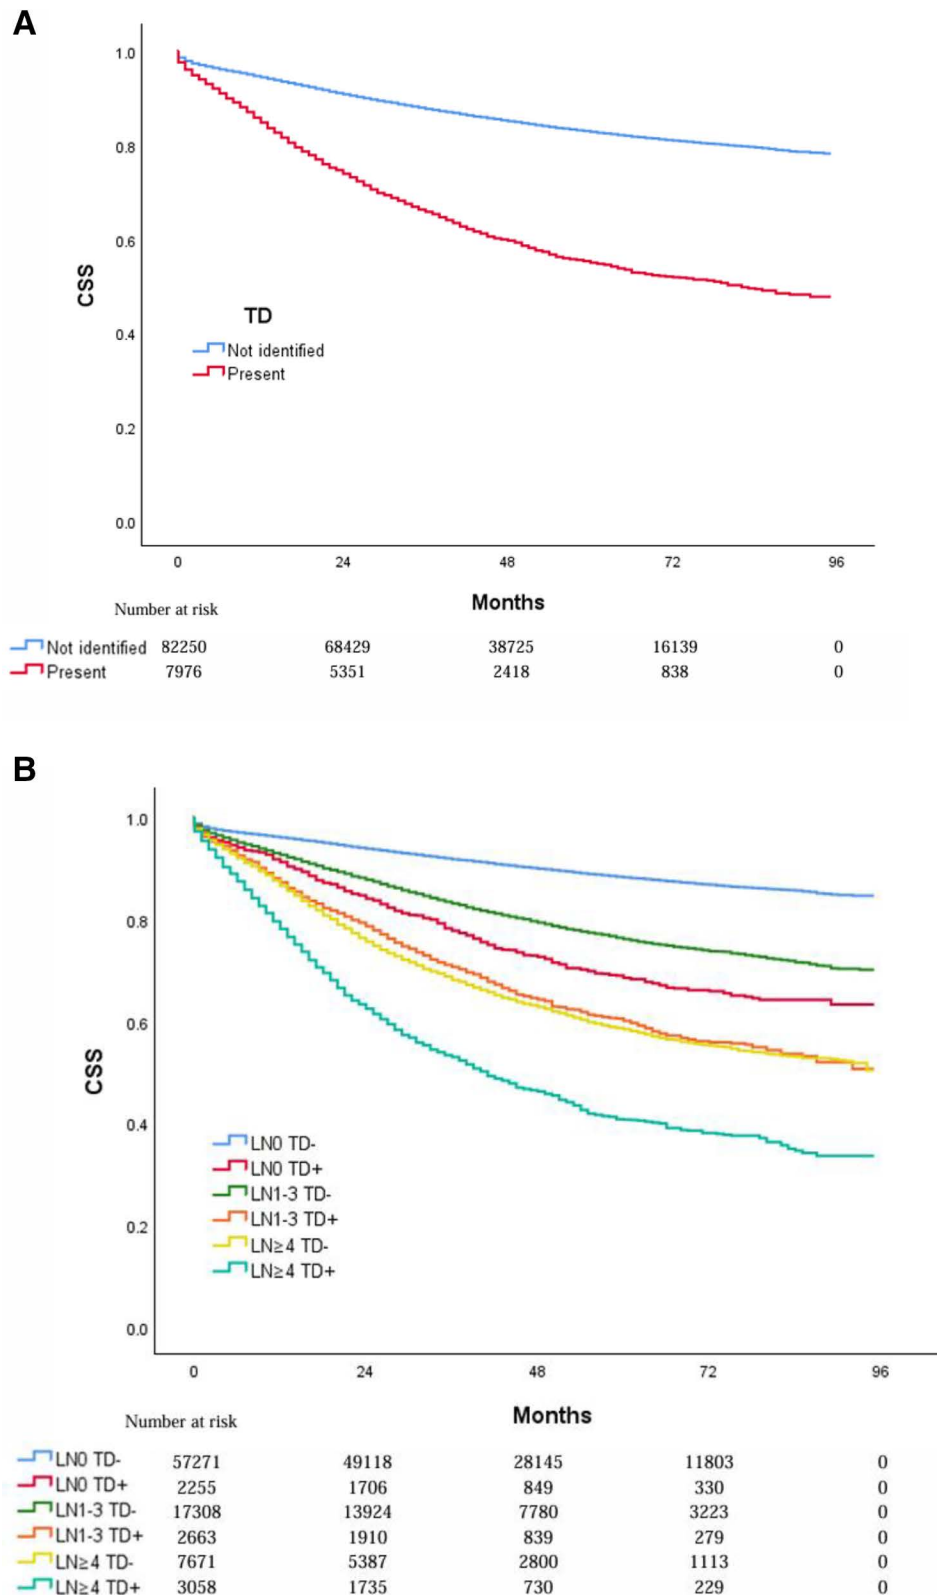 A
1.0
0.8
0.6
0.4
0.2
0.0
CSS
TD
Not identified
Present
0 24 48 72 96
Months
Number at risk
Not identified 82250 68429 38725 16139 0
Present 7976 5351 2418 838 0
B
1.0
0.8
0.6
0.4
0.2
0.0
CSS
LN0 TD-
LN0 TD+
LN1-3 TD-
LN1-3 TD+
LN≥4 TD-
LN≥4 TD+
0 24 48 72 96
Months
Number at risk
LN0 TD- 57271 49118 28145 11803 0
LN0 TD+ 2255 1706 849 330 0
LN1-3 TD- 17308 13924 7780 3223 0
LN1-3 TD+ 2663 1910 839 279 0
LN≥4 TD- 7671 5387 2800 1113 0
LN≥4 TD+ 3058 1735 730 229 0